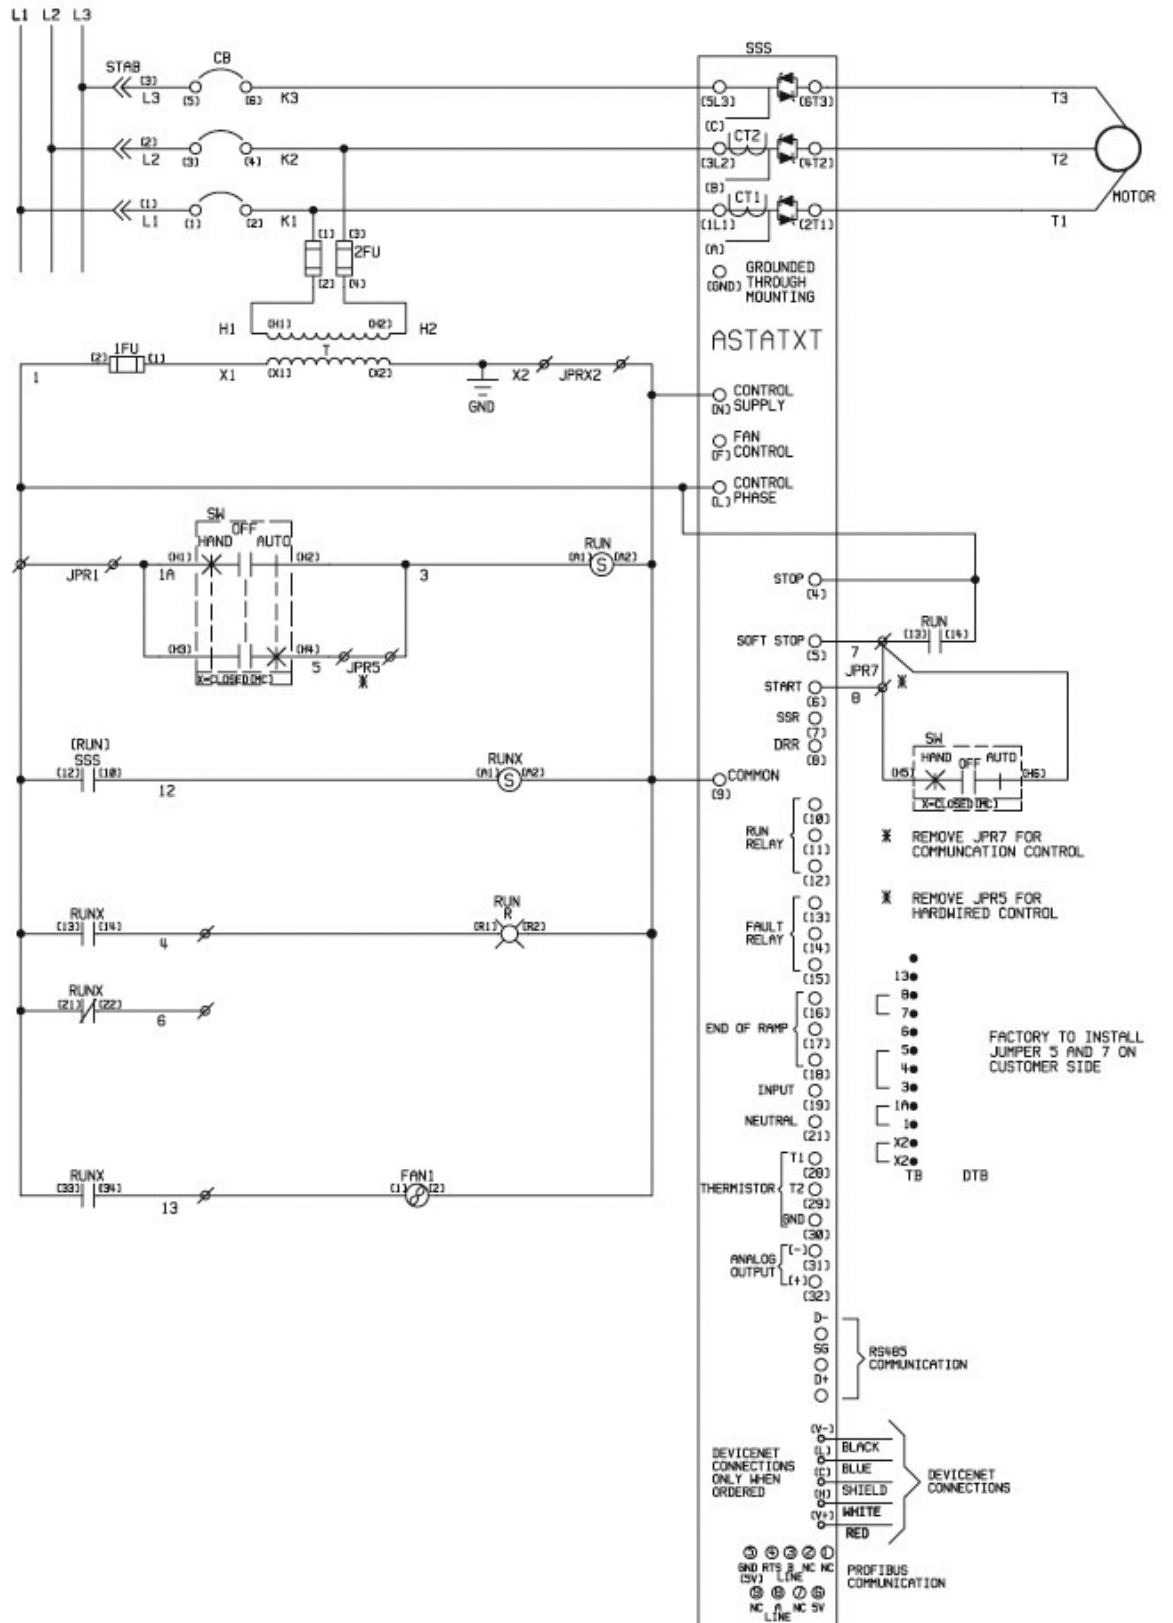 L1 L2 L3
SSS
STAB
CB
(3)
L3
(5)
(6)
K3
(5L3)
(6T3)
T3
(C)
CT2
(2)
L2
(3)
(4)
K2
(3L2)
(4T2)
T2
(B)
CT1
MOTOR
(1)
L1
(1)
(2)
K1
(1L1)
(2T1)
T1
(A)
(1)
(3)
2FU
(2)
(4)
(GND)
GROUNDED
THROUGH
MOUNTING
H1
(H1)
(H2)
H2
ASTATXT
1FU
(2)
(1)
T
1
X1
(X1)
(X2)
X2
JPRX2
GND
CONTROL
(N) SUPPLY
FAN
(F) CONTROL
CONTROL
(L) PHASE
SW
OFF
HAND
AUTO
(H1)
(H2)
RUN
(A1)
S
(A2)
JPR1
1A
3
STOP
(4)
RUN
(13)
(14)
SOFT STOP
(5)
7
(H3)
(H4)
5
JPR5
X=CLOSED(MC)
JPR7
START
(6)
8
SSR
(7)
DRR
(8)
SW
HAND
OFF
AUTO
(H5)
(H6)
X=CLOSED(MC)
(RUN)
SSS
(12)
(10)
12
RUNX
(A1)
S
(A2)
COMMON
(9)
(10)
RUN
RELAY
(11)
(12)
REMOVE JPR7 FOR
COMMUNCATION CONTROL
REMOVE JPR5 FOR
HARDWIRED CONTROL
RUNX
(13)
(14)
4
RUN
R
(R1)
(R2)
(13)
FAULT
RELAY
(14)
(15)
RUNX
(21)
(22)
6
(16)
END OF RAMP
(17)
(18)
13
8
7
6
5
4
3
1A
1
X2
X2
TB
DTB
FACTORY TO INSTALL
JUMPER 5 AND 7 ON
CUSTOMER SIDE
INPUT
(19)
NEUTRAL
(21)
RUNX
(33)
(34)
13
FAN1
(1)
(2)
T1
(28)
THERMISTOR
T2
(29)
GND
(30)
ANALOG
OUTPUT
(-)
(31)
(+)
(32)
D-
SG
D+
RS485
COMMUNICATION
DEVICENET
CONNECTIONS
ONLY WHEN
ORDERED
(V-)
BLACK
(L)
BLUE
(C)
SHIELD
(H)
WHITE
(V+)
RED
DEVICENET
CONNECTIONS
5 4 3 2 1
GND RTS B NC NC
(5V) LINE
PROFIBUS
COMMUNICATION
9 8 7 6
NC A NC 5V
LINE